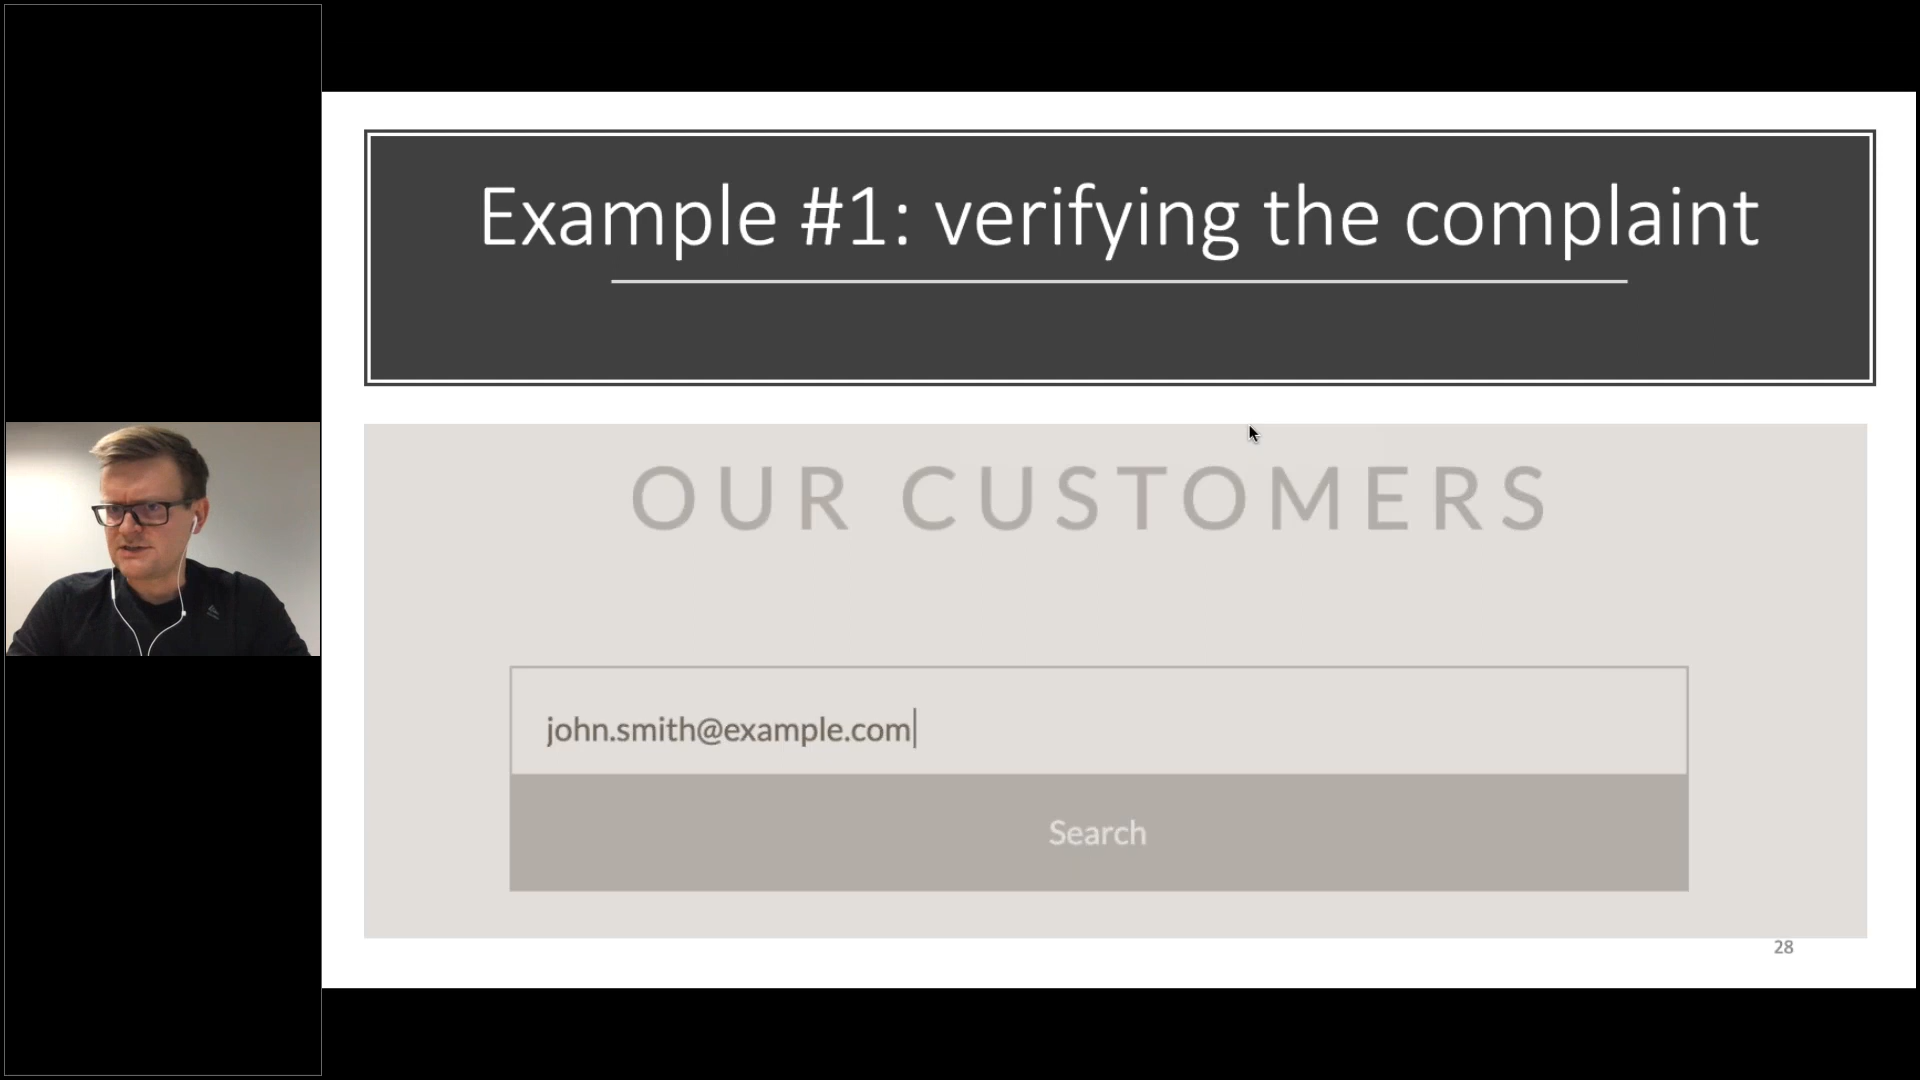 Example #1: verifying the complaint
OUR CUSTOMERS
john.smith@example.com
Search
28